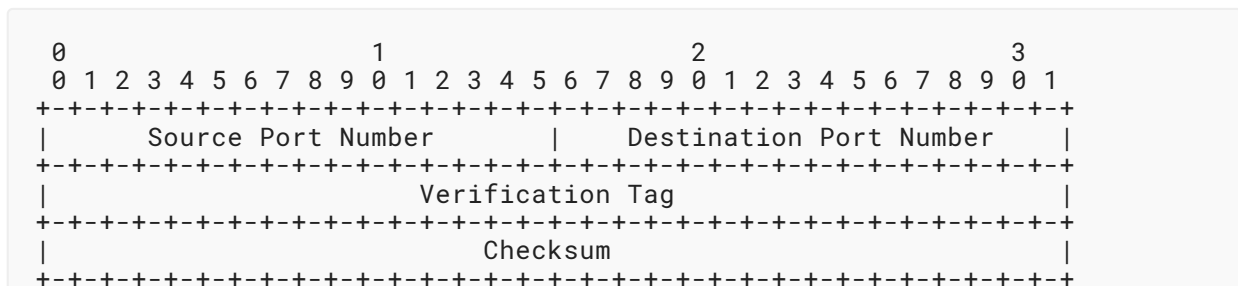 0                   1                   2                   3
 0 1 2 3 4 5 6 7 8 9 0 1 2 3 4 5 6 7 8 9 0 1 2 3 4 5 6 7 8 9 0 1
+-+-+-+-+-+-+-+-+-+-+-+-+-+-+-+-+-+-+-+-+-+-+-+-+-+-+-+-+-+-+-+-+
|      Source Port Number       |    Destination Port Number    |
+-+-+-+-+-+-+-+-+-+-+-+-+-+-+-+-+-+-+-+-+-+-+-+-+-+-+-+-+-+-+-+-+
|                       Verification Tag                        |
+-+-+-+-+-+-+-+-+-+-+-+-+-+-+-+-+-+-+-+-+-+-+-+-+-+-+-+-+-+-+-+-+
|                           Checksum                            |
+-+-+-+-+-+-+-+-+-+-+-+-+-+-+-+-+-+-+-+-+-+-+-+-+-+-+-+-+-+-+-+-+